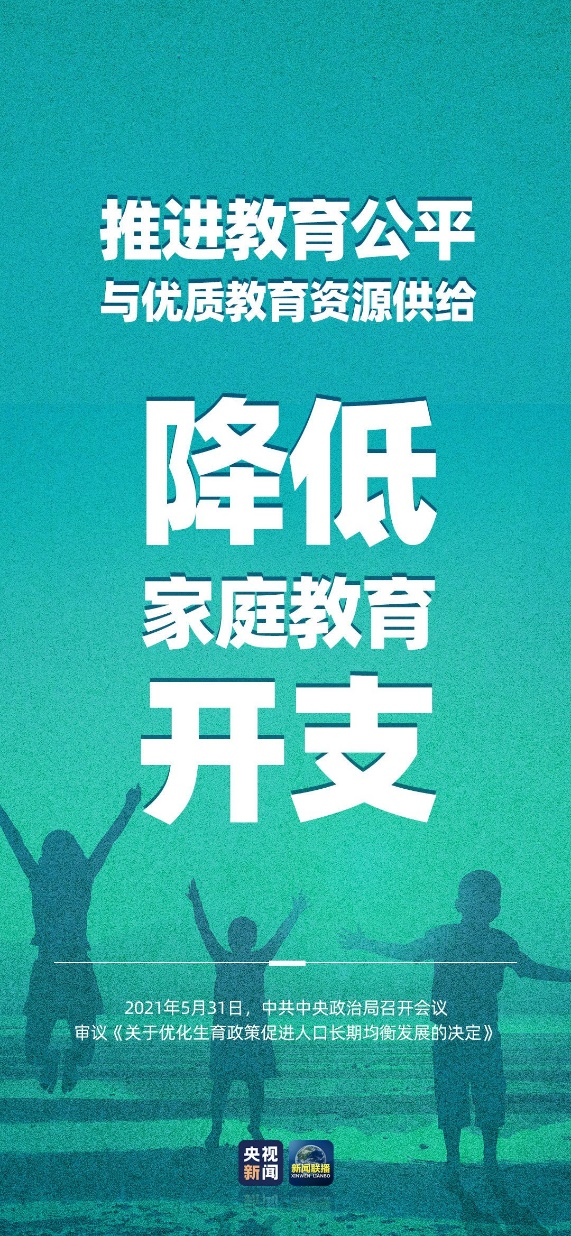 推进教育公平
与优质教育资源供给
降低
家庭教育
开支
2021年5月31日，中共中央政治局召开会议
审议《关于优化生育政策促进人口长期均衡发展的决定》
央视
新闻
新闻联播
XINWEN LIANBO